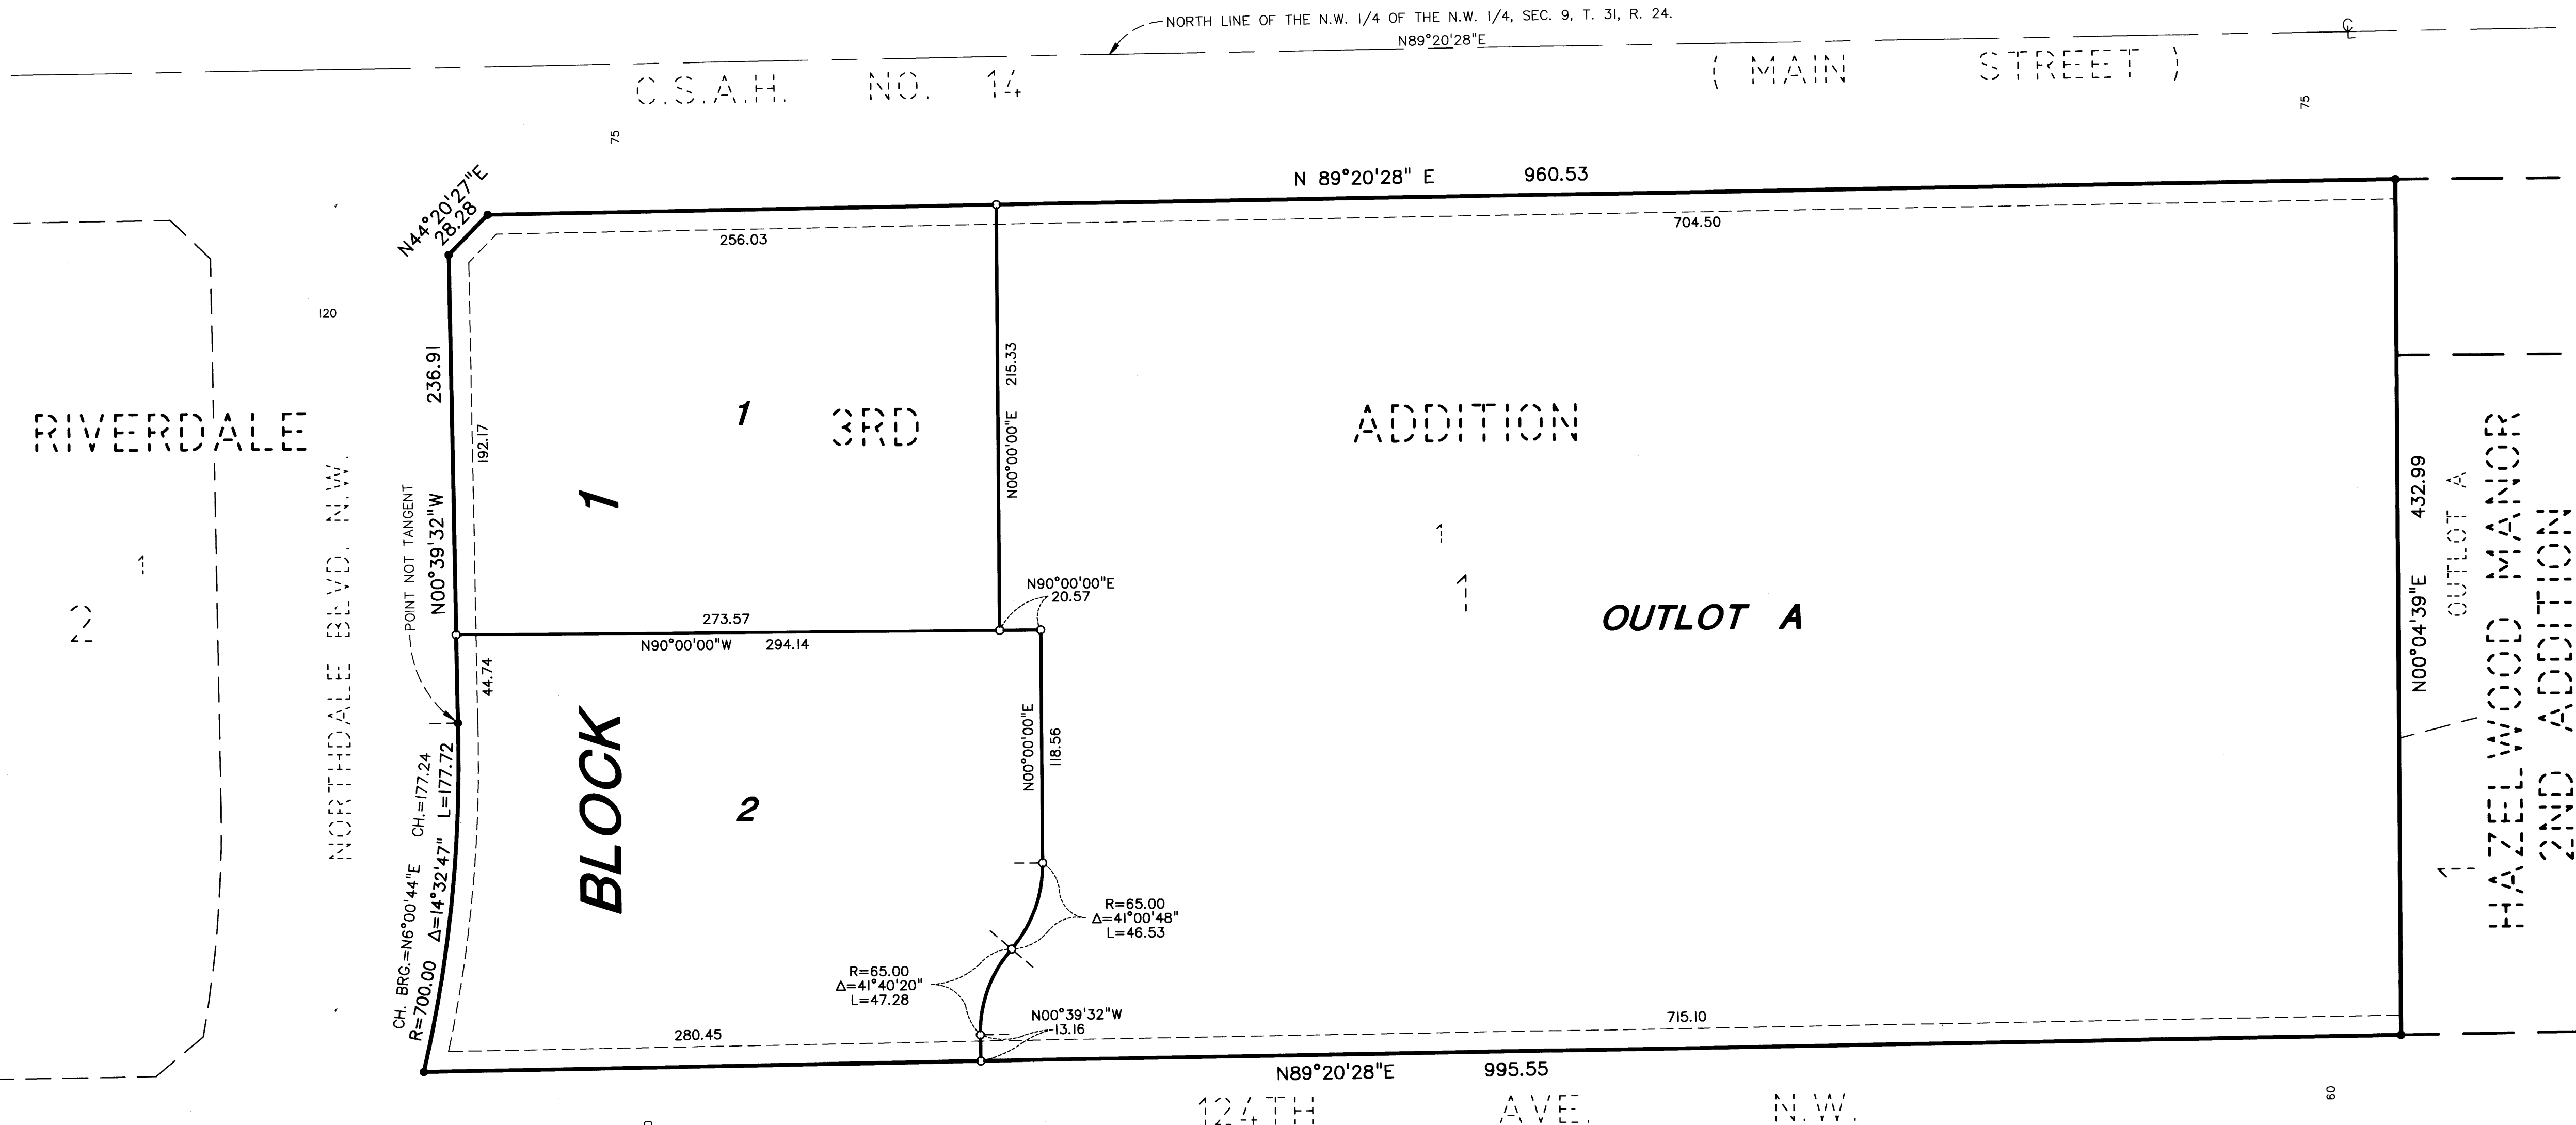 NORTH LINE OF THE N.W. 1/4 OF THE N.W. 1/4, SEC. 9, T. 31, R. 24.
N89°20'28"E
C.S.A.H. NO. 14
( MAIN STREET )
75
75
N 89°20'28" E 960.53
N44°20'27"E
28.28
256.03
704.50
120
236.91
N00°39'32"W
192.17
215.33
N00°00'00"E
RIVERDALE
3RD
ADDITION
1
1
1
1
OUTLOT A
1
2
NORTHDALE BLVD. N.W.
POINT NOT TANGENT
N90°00'00"E
20.57
273.57
N90°00'00"W 294.14
44.74
N00°00'00"E
118.56
BLOCK
2
CH. BRG.=N6°00'44"E CH.=177.24
R=700.00 Δ=14°32'47" L=177.72
R=65.00
Δ=41°00'48"
L=46.53
R=65.00
Δ=41°40'20"
L=47.28
N00°39'32"W
13.16
280.45
715.10
N89°20'28"E 995.55
124TH AVE. N.W.
60
N00°04'39"E 432.99
OUTLOT A
1
HAZELWOOD MANOR
2ND ADDITION